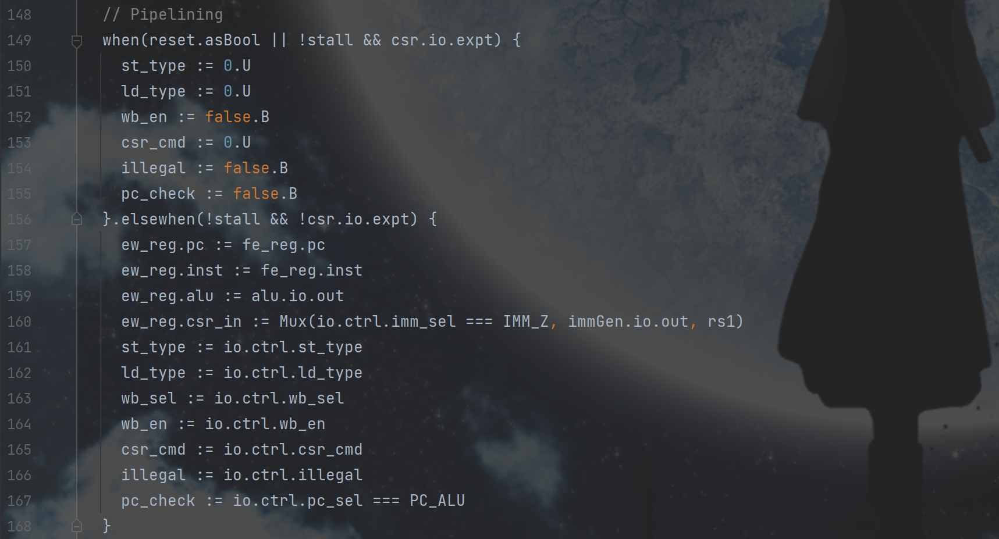 148 // Pipelining
149 when(reset.asBool || !stall && csr.io.expt) {
150 st_type := 0.U
151 ld_type := 0.U
152 wb_en := false.B
153 csr_cmd := 0.U
154 illegal := false.B
155 pc_check := false.B
156 }.elsewhen(!stall && !csr.io.expt) {
157 ew_reg.pc := fe_reg.pc
158 ew_reg.inst := fe_reg.inst
159 ew_reg.alu := alu.io.out
160 ew_reg.csr_in := Mux(io.ctrl.imm_sel === IMM_Z, immGen.io.out, rs1)
161 st_type := io.ctrl.st_type
162 ld_type := io.ctrl.ld_type
163 wb_sel := io.ctrl.wb_sel
164 wb_en := io.ctrl.wb_en
165 csr_cmd := io.ctrl.csr_cmd
166 illegal := io.ctrl.illegal
167 pc_check := io.ctrl.pc_sel === PC_ALU
168 }